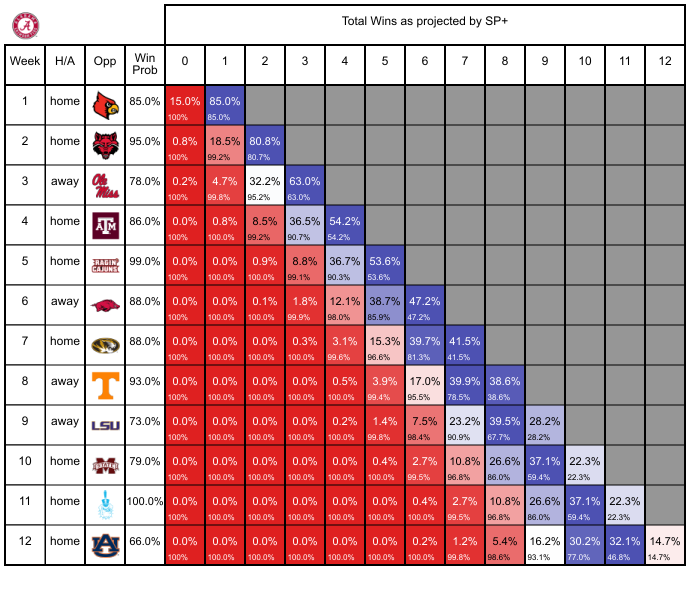 Total Wins as projected by SP+
Week H/A Opp Win Prob 0 1 2 3 4 5 6 7 8 9 10 11 12
1 home 85.0% 15.0% 85.0%
100% 85.0%
2 home 95.0% 0.8% 18.5% 80.8%
100% 99.2% 80.7%
3 away Ole Miss 78.0% 0.2% 4.7% 32.2% 63.0%
100% 99.8% 95.2% 63.0%
4 home ATM 86.0% 0.0% 0.8% 8.5% 36.5% 54.2%
100% 100.0% 99.2% 90.7% 54.2%
5 home RAGIN CAJUNS 99.0% 0.0% 0.0% 0.9% 8.8% 36.7% 53.6%
100% 100.0% 100.0% 99.1% 90.3% 53.6%
6 away 88.0% 0.0% 0.0% 0.1% 1.8% 12.1% 38.7% 47.2%
100% 100.0% 100.0% 99.9% 98.0% 85.9% 47.2%
7 home 88.0% 0.0% 0.0% 0.0% 0.3% 3.1% 15.3% 39.7% 41.5%
100% 100.0% 100.0% 100.0% 99.6% 96.6% 81.3% 41.5%
8 away T 93.0% 0.0% 0.0% 0.0% 0.0% 0.5% 3.9% 17.0% 39.9% 38.6%
100% 100.0% 100.0% 100.0% 100.0% 99.4% 95.5% 78.5% 38.6%
9 away LSU 73.0% 0.0% 0.0% 0.0% 0.0% 0.2% 1.4% 7.5% 23.2% 39.5% 28.2%
100% 100.0% 100.0% 100.0% 100.0% 99.8% 98.4% 90.9% 67.7% 28.2%
10 home 79.0% 0.0% 0.0% 0.0% 0.0% 0.0% 0.4% 2.7% 10.8% 26.6% 37.1% 22.3%
100% 100.0% 100.0% 100.0% 100.0% 100.0% 99.5% 96.8% 86.0% 59.4% 22.3%
11 home 100.0% 0.0% 0.0% 0.0% 0.0% 0.0% 0.0% 0.4% 2.7% 10.8% 26.6% 37.1% 22.3%
100% 100.0% 100.0% 100.0% 100.0% 100.0% 100.0% 99.5% 96.8% 86.0% 59.4% 22.3%
12 home AU 66.0% 0.0% 0.0% 0.0% 0.0% 0.0% 0.0% 0.2% 1.2% 5.4% 16.2% 30.2% 32.1% 14.7%
100% 100.0% 100.0% 100.0% 100.0% 100.0% 100.0% 99.8% 98.6% 93.1% 77.0% 46.8% 14.7%